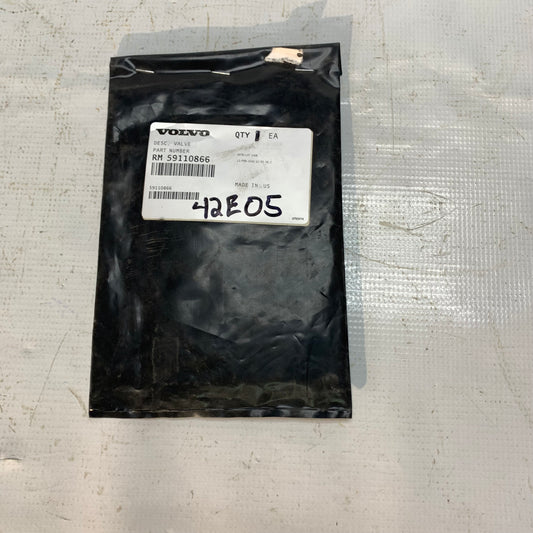 VOLVO
QTY 1 EA
DESC. VALVE
PART NUMBER
RM 59110866
59110866
MADE IN US
42E05